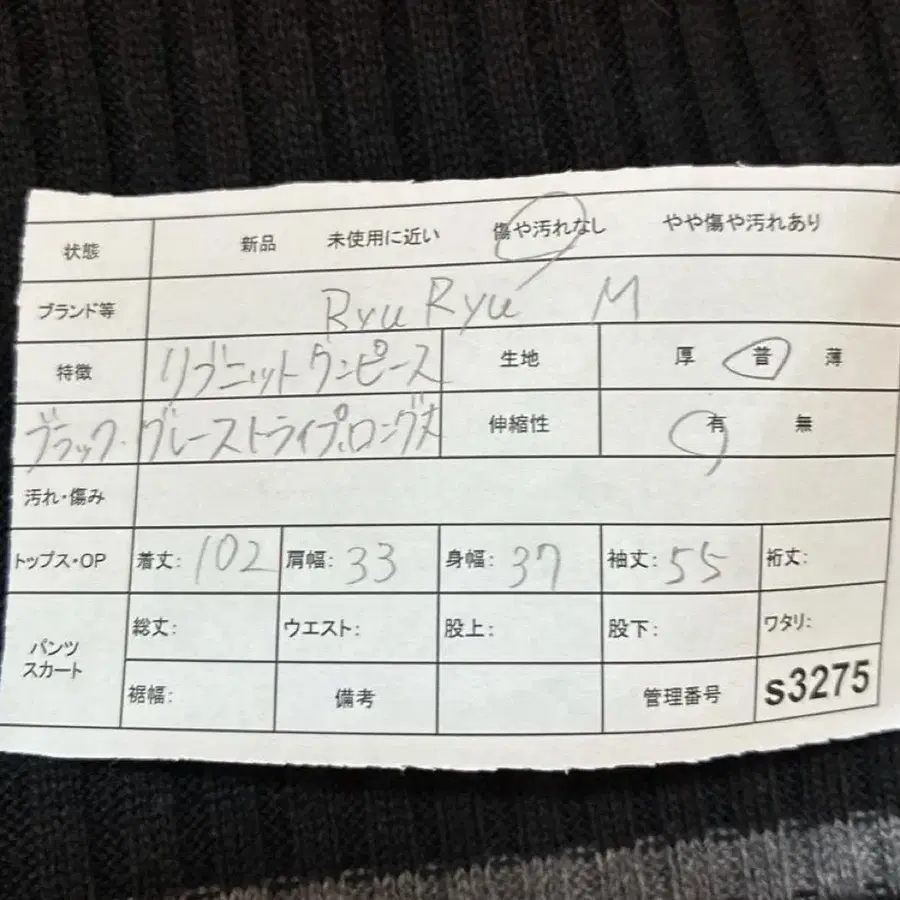 状態 新品 未使用に近い 傷や汚れなし やや傷や汚れあり
ブランド等 RyuRyu M
特徴 リブニットワンピース 生地 厚 普 薄
ブラック・グレーストライプ、ロング丈 伸縮性 有 無
汚れ・傷み
トップス・OP 着丈: 102 肩幅: 33 身幅: 37 袖丈: 55 裄丈:
パンツ スカート 総丈: ウエスト: 股上: 股下: ワタリ:
裾幅: 備考 管理番号 s3275